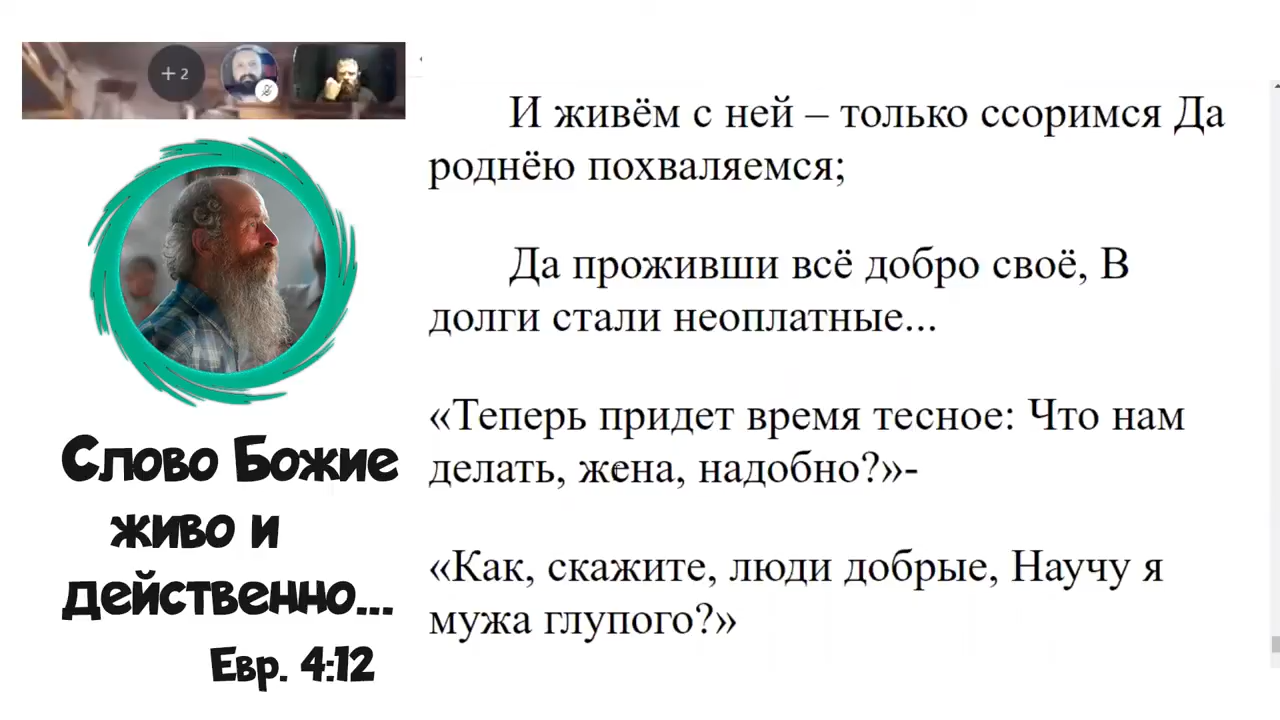 +2
И живём с ней – только ссоримся Да
роднёю похваляемся;
Да проживши всё добро своё, В
долги стали неоплатные...
«Теперь придет время тесное: Что нам
делать, жена, надобно?»-
«Как, скажите, люди добрые, Научу я
мужа глупого?»
Слово Божие
живо и
действенно...
Евр. 4:12